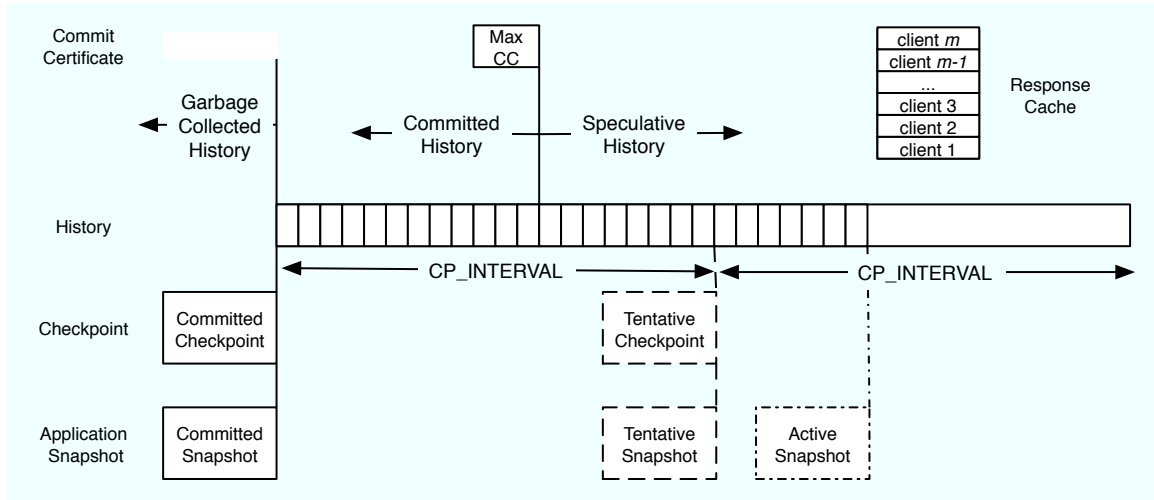 Commit
Certificate
Max
CC
client m
client m-1
...
client 3
client 2
client 1
Response
Cache
Garbage
Collected
History
Committed
History
Speculative
History
History
CP_INTERVAL
CP_INTERVAL
Checkpoint
Committed
Checkpoint
Tentative
Checkpoint
Application
Snapshot
Committed
Snapshot
Tentative
Snapshot
Active
Snapshot